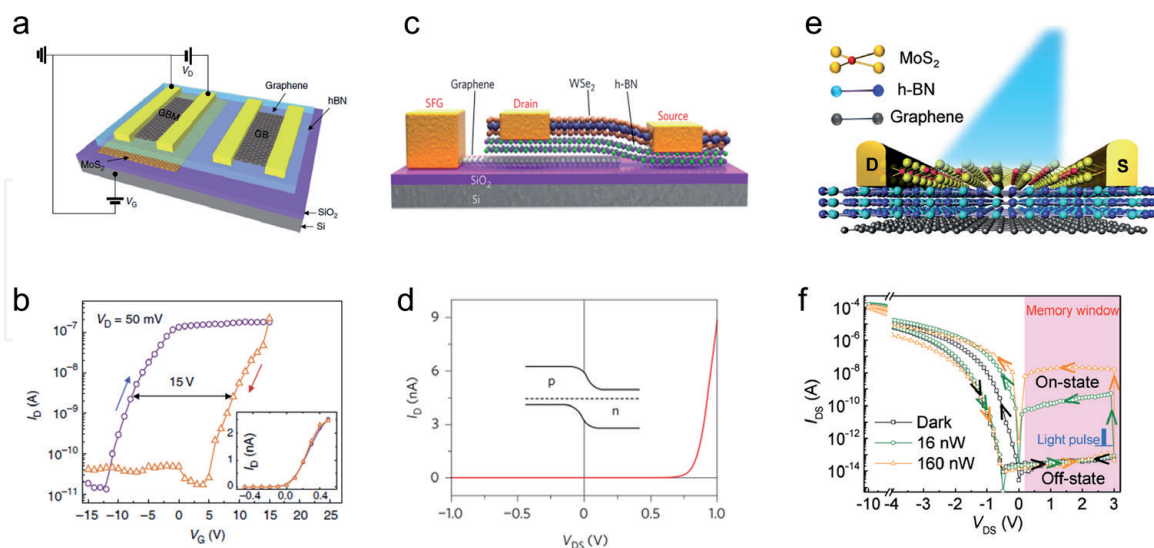 a
V_D
Graphene
hBN
GBM
GB
MoS₂
V_G
SiO₂
Si
b
V_D = 50 mV
15 V
10⁻⁷
10⁻⁸
10⁻⁹
10⁻¹⁰
10⁻¹¹
I_D (A)
I_D (nA)
2
1
0
−0.4 0.0 0.4
−15 −10 −5 0 5 10 15 20 25
V_G (V)
c
SFG
Graphene
Drain
WSe₂
h-BN
Source
SiO₂
Si
d
9
6
3
0
I_D (nA)
p
n
−1.0 −0.5 0 0.5 1.0
V_DS (V)
e
MoS₂
h-BN
Graphene
D
S
f
Memory window
10⁻⁴
10⁻⁶
10⁻⁸
10⁻¹⁰
10⁻¹²
10⁻¹⁴
I_DS (A)
On-state
Dark
16 nW
160 nW
Light pulse
Off-state
-10 -4 -3 -2 -1 0 1 2 3
V_DS (V)